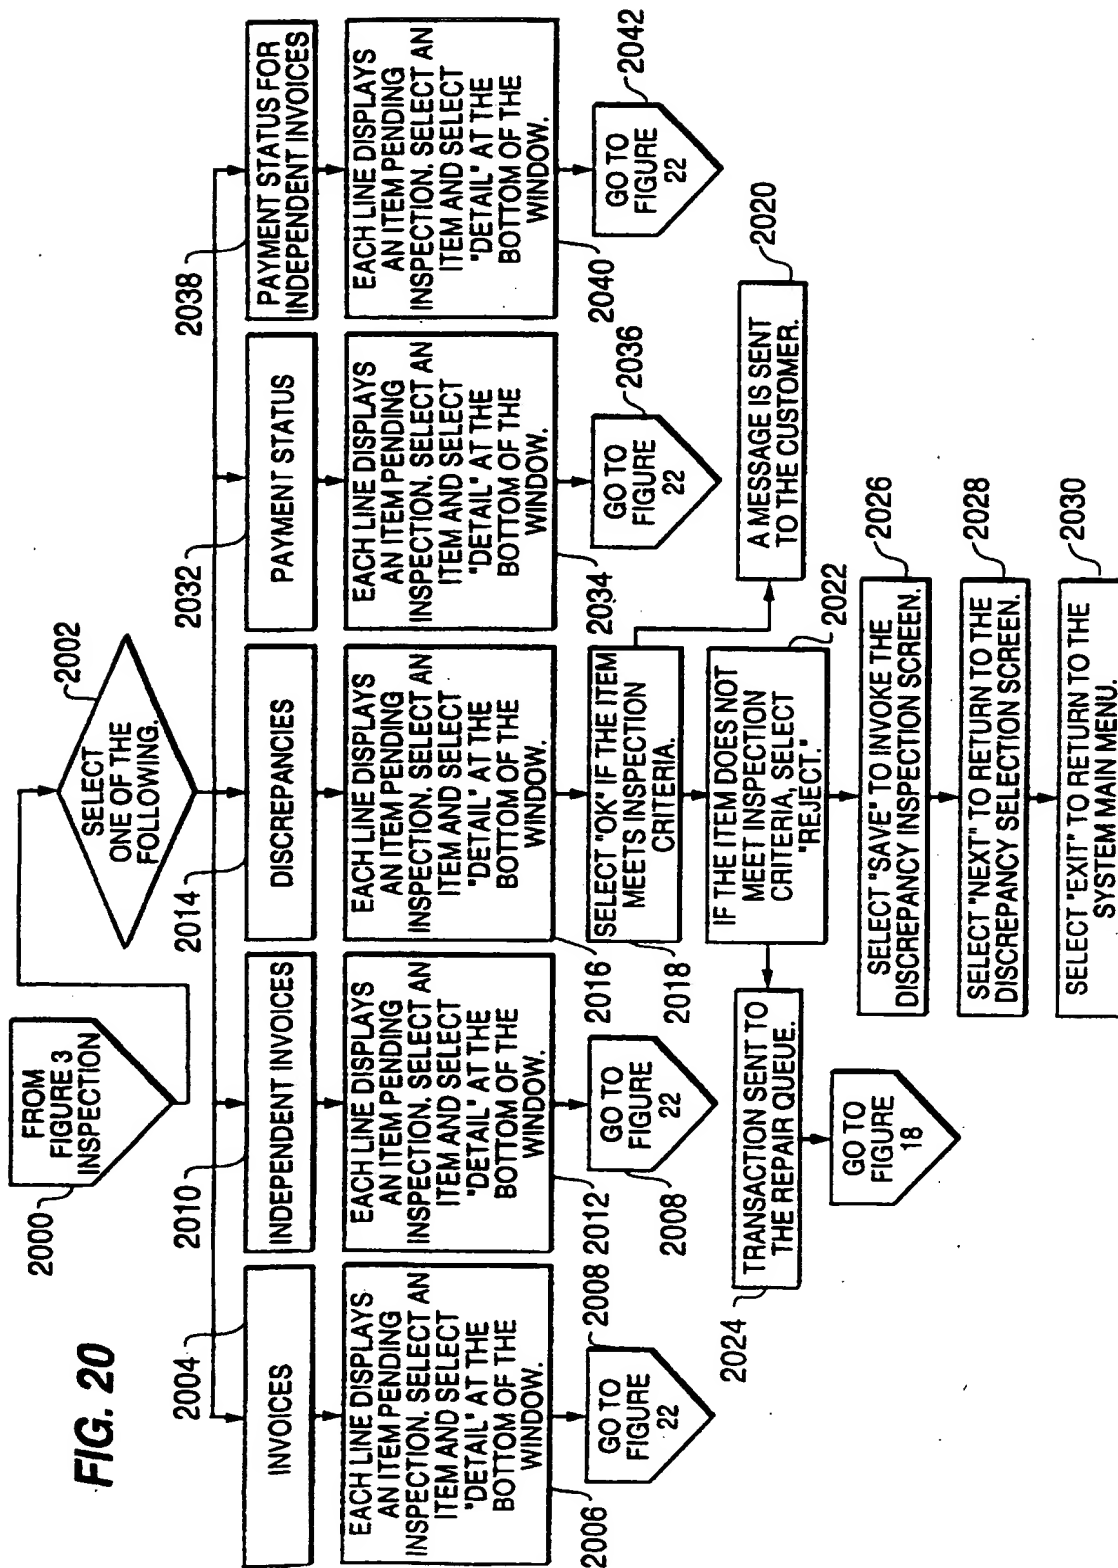 FIG. 20
FROM
FIGURE 3
INSPECTION
2000
SELECT
ONE OF THE
FOLLOWING.
2002
2004
INVOICES
EACH LINE DISPLAYS
AN ITEM PENDING
INSPECTION. SELECT AN
ITEM AND SELECT
"DETAIL" AT THE
BOTTOM OF THE
WINDOW.
2006
GO TO
FIGURE
22
2008
2010
INDEPENDENT INVOICES
EACH LINE DISPLAYS
AN ITEM PENDING
INSPECTION. SELECT AN
ITEM AND SELECT
"DETAIL" AT THE
BOTTOM OF THE
WINDOW.
2012
GO TO
FIGURE
22
2008
2014
DISCREPANCIES
EACH LINE DISPLAYS
AN ITEM PENDING
INSPECTION. SELECT AN
ITEM AND SELECT
"DETAIL" AT THE
BOTTOM OF THE
WINDOW.
2016
SELECT "OK" IF THE ITEM
MEETS INSPECTION
CRITERIA.
2018
A MESSAGE IS SENT
TO THE CUSTOMER.
2020
IF THE ITEM DOES NOT
MEET INSPECTION
CRITERIA, SELECT
"REJECT."
2022
TRANSACTION SENT TO
THE REPAIR QUEUE.
2024
GO TO
FIGURE
18
SELECT "SAVE" TO INVOKE THE
DISCREPANCY INSPECTION SCREEN.
2026
SELECT "NEXT" TO RETURN TO THE
DISCREPANCY SELECTION SCREEN.
2028
SELECT "EXIT" TO RETURN TO THE
SYSTEM MAIN MENU.
2030
2032
PAYMENT STATUS
EACH LINE DISPLAYS
AN ITEM PENDING
INSPECTION. SELECT AN
ITEM AND SELECT
"DETAIL" AT THE
BOTTOM OF THE
WINDOW.
2034
GO TO
FIGURE
22
2036
2038
PAYMENT STATUS FOR
INDEPENDENT INVOICES
EACH LINE DISPLAYS
AN ITEM PENDING
INSPECTION. SELECT AN
ITEM AND SELECT
"DETAIL" AT THE
BOTTOM OF THE
WINDOW.
2040
GO TO
FIGURE
22
2042